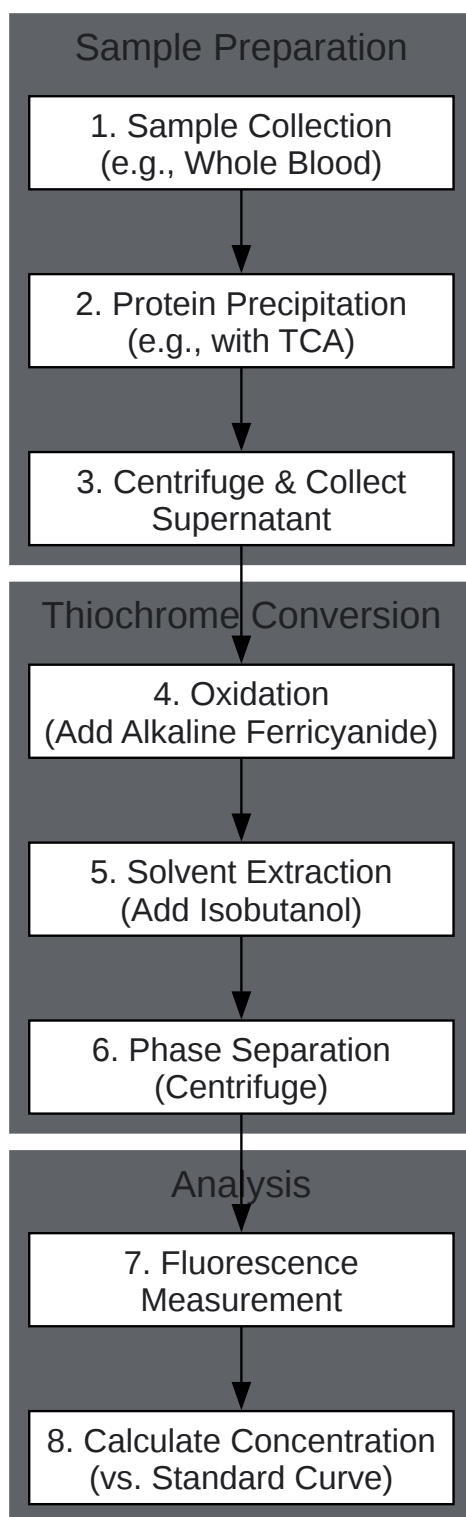 Sample Preparation
1. Sample Collection
(e.g., Whole Blood)
2. Protein Precipitation
(e.g., with TCA)
3. Centrifuge & Collect
Supernatant
Thiochrome Conversion
4. Oxidation
(Add Alkaline Ferricyanide)
5. Solvent Extraction
(Add Isobutanol)
6. Phase Separation
(Centrifuge)
Analysis
7. Fluorescence
Measurement
8. Calculate Concentration
(vs. Standard Curve)